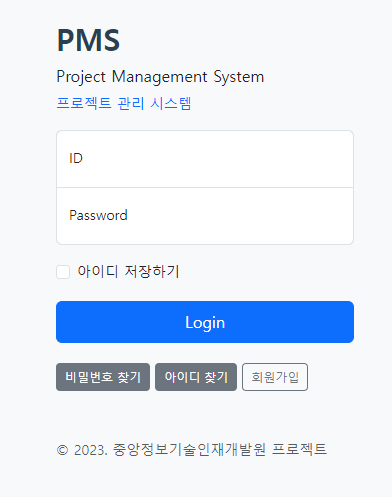 PMS
Project Management System
프로젝트 관리 시스템
ID
Password
아이디 저장하기
Login
비밀번호 찾기 아이디 찾기 회원가입
© 2023. 중앙정보기술인재개발원 프로젝트